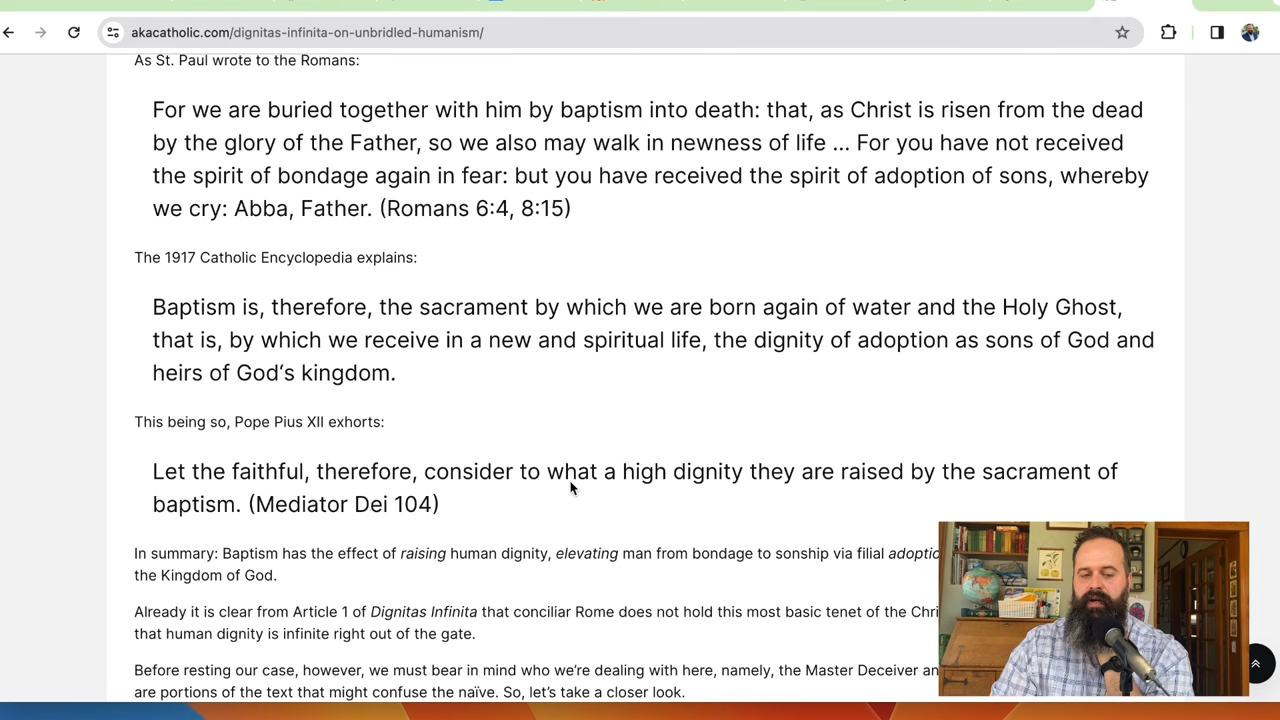 akacatholic.com/dignitas-infinita-on-unbridled-humanism/
As St. Paul wrote to the Romans:
For we are buried together with him by baptism into death: that, as Christ is risen from the dead
by the glory of the Father, so we also may walk in newness of life ... For you have not received
the spirit of bondage again in fear: but you have received the spirit of adoption of sons, whereby
we cry: Abba, Father. (Romans 6:4, 8:15)
The 1917 Catholic Encyclopedia explains:
Baptism is, therefore, the sacrament by which we are born again of water and the Holy Ghost,
that is, by which we receive in a new and spiritual life, the dignity of adoption as sons of God and
heirs of God‘s kingdom.
This being so, Pope Pius XII exhorts:
Let the faithful, therefore, consider to what a high dignity they are raised by the sacrament of
baptism. (Mediator Dei 104)
In summary: Baptism has the effect of raising human dignity, elevating man from bondage to sonship via filial adoptio
the Kingdom of God.
Already it is clear from Article 1 of Dignitas Infinita that conciliar Rome does not hold this most basic tenet of the Chri
that human dignity is infinite right out of the gate.
Before resting our case, however, we must bear in mind who we’re dealing with here, namely, the Master Deceiver an
are portions of the text that might confuse the naïve. So, let’s take a closer look.